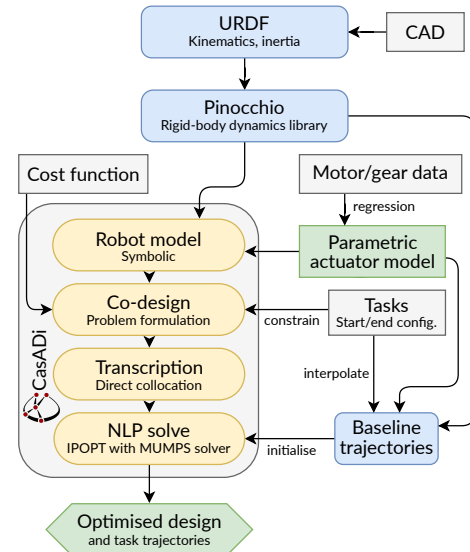 URDF
Kinematics, inertia
CAD
Pinocchio
Rigid-body dynamics library
Cost function
Motor/gear data
regression
Robot model
Symbolic
Parametric
actuator model
Co-design
Problem formulation
constrain
Tasks
Start/end config.
CasADi
Transcription
Direct collocation
interpolate
NLP solve
IPOPT with MUMPS solver
initialise
Baseline
trajectories
Optimised design
and task trajectories